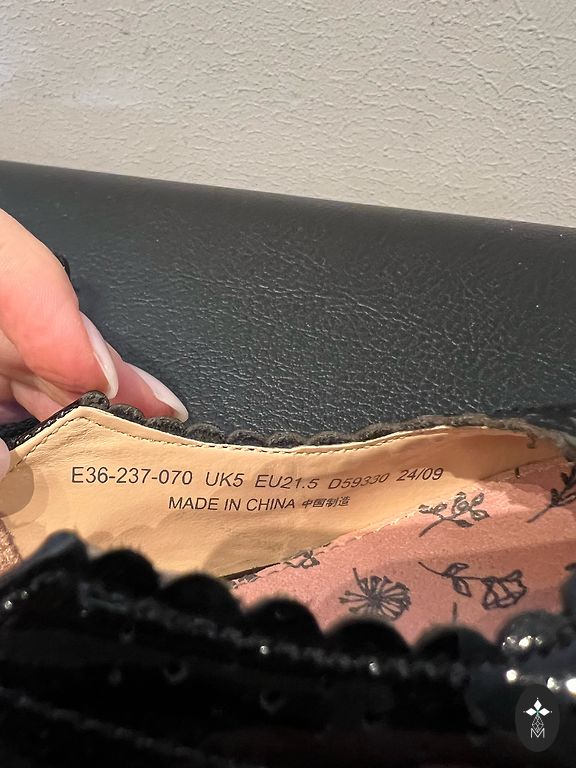 E36-237-070 UK5 EU21.5 D59330 24/09
MADE IN CHINA 中国制造
M